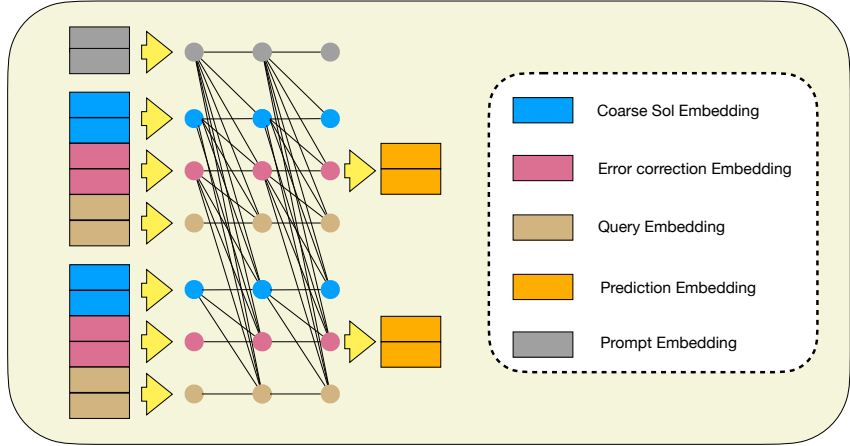 Coarse Sol Embedding
Error correction Embedding
Query Embedding
Prediction Embedding
Prompt Embedding